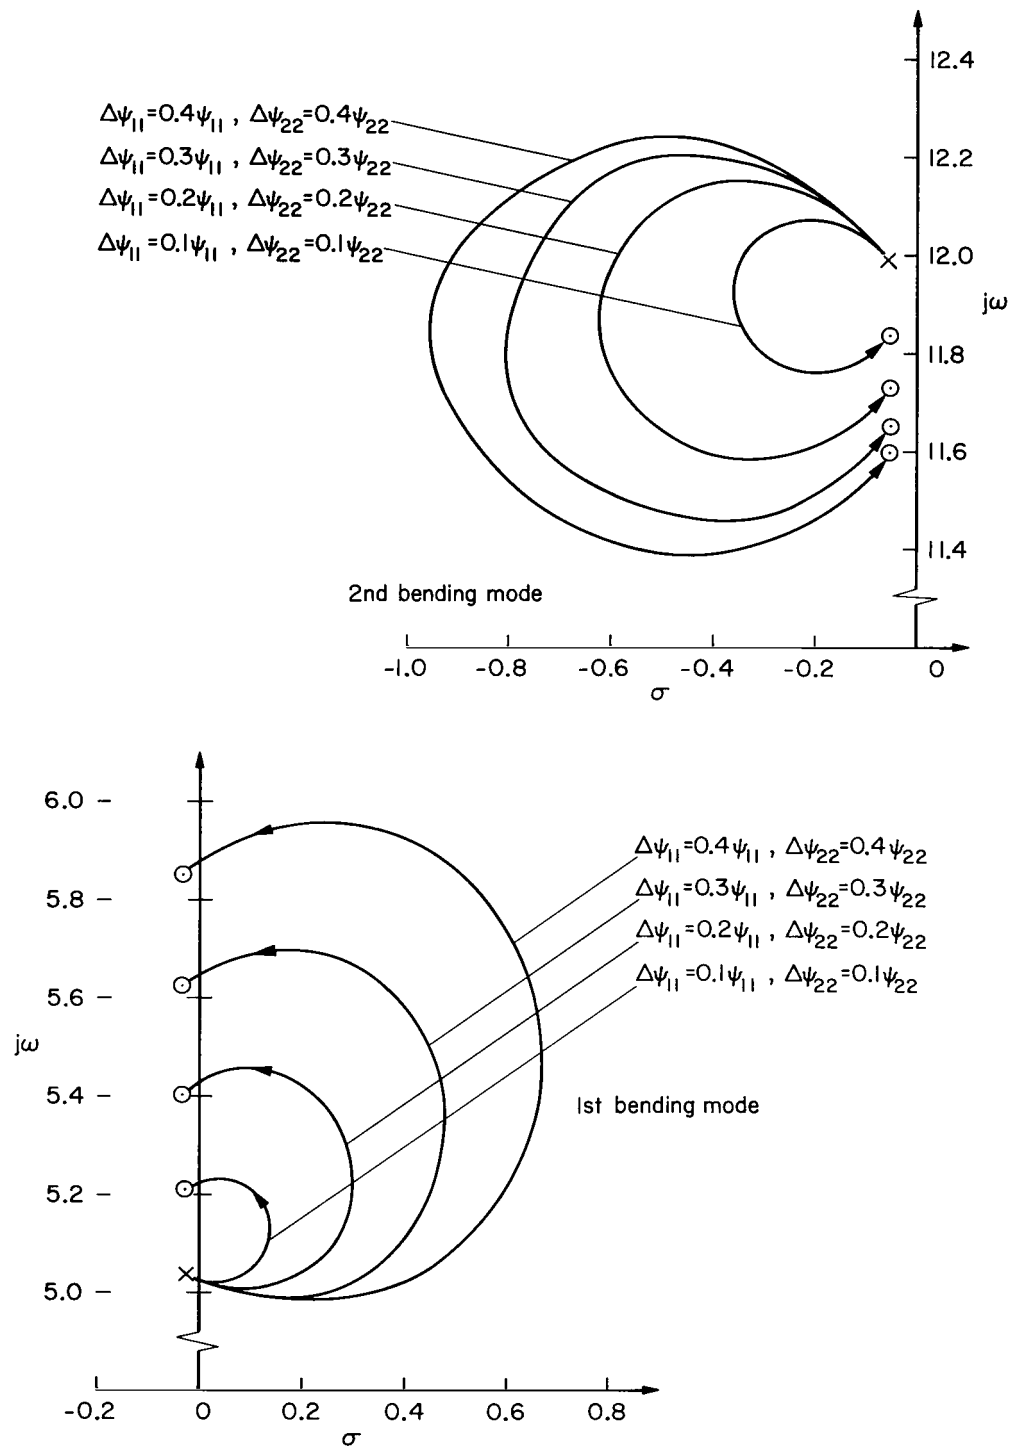 12.4
Δψ11=0.4ψ11 , Δψ22=0.4ψ22
Δψ11=0.3ψ11 , Δψ22=0.3ψ22
12.2
Δψ11=0.2ψ11 , Δψ22=0.2ψ22
Δψ11=0.1ψ11 , Δψ22=0.1ψ22
12.0
jω
11.8
11.6
11.4
2nd bending mode
-1.0 -0.8 -0.6 -0.4 -0.2 0
σ
6.0
Δψ11=0.4ψ11 , Δψ22=0.4ψ22
5.8
Δψ11=0.3ψ11 , Δψ22=0.3ψ22
Δψ11=0.2ψ11 , Δψ22=0.2ψ22
Δψ11=0.1ψ11 , Δψ22=0.1ψ22
5.6
jω
5.4
1st bending mode
5.2
5.0
-0.2 0 0.2 0.4 0.6 0.8
σ